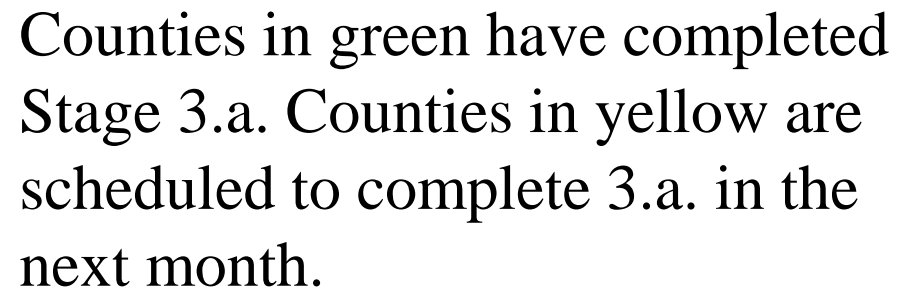 Counties in green have completed
Stage 3.a. Counties in yellow are
scheduled to complete 3.a. in the
next month.